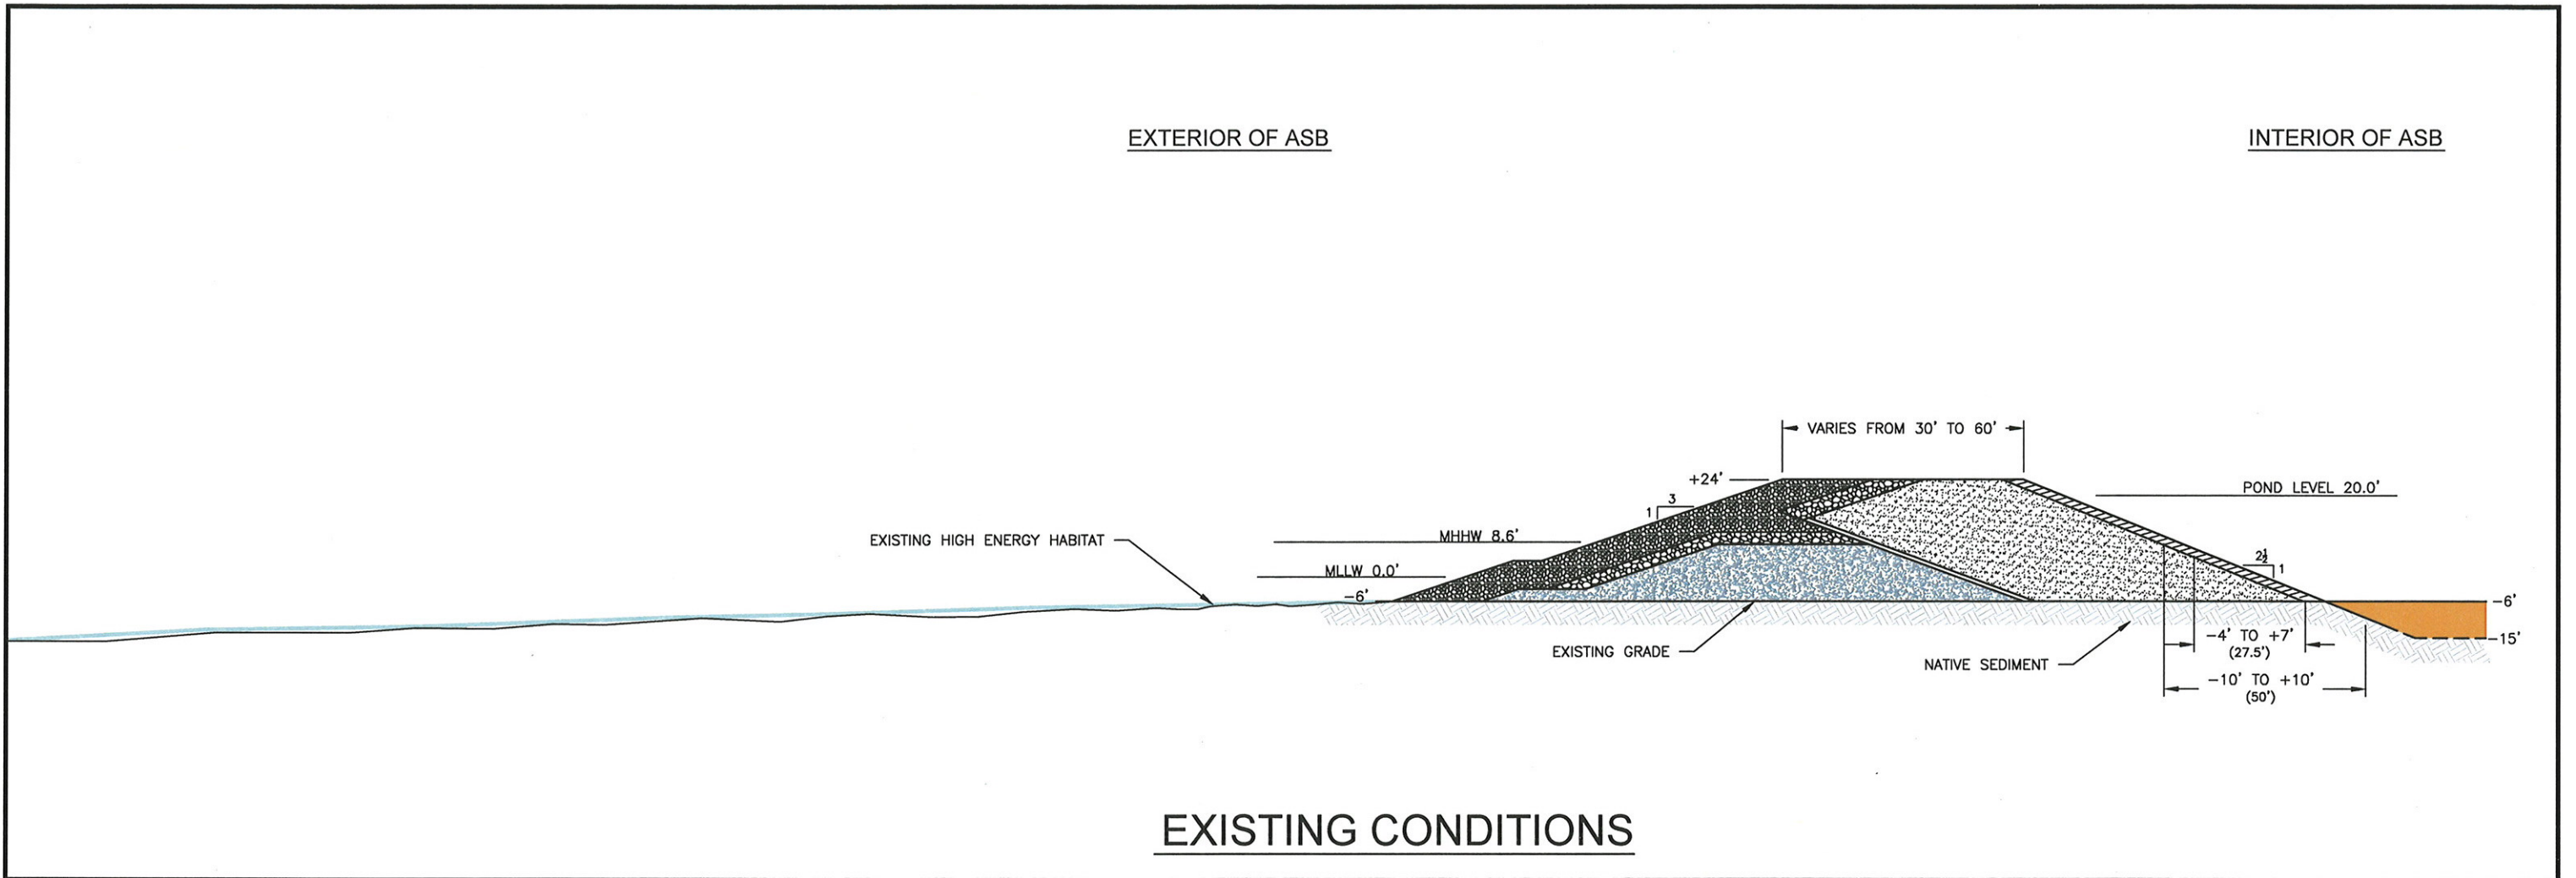 EXTERIOR OF ASB
INTERIOR OF ASB
VARIES FROM 30' TO 60'
+24'
POND LEVEL 20.0'
3
1
MHHW 8.6'
EXISTING HIGH ENERGY HABITAT
2½
1
MLLW 0.0'
-6'
-6'
-4' TO +7'
(27.5')
-15'
EXISTING GRADE
NATIVE SEDIMENT
-10' TO +10'
(50')
EXISTING CONDITIONS